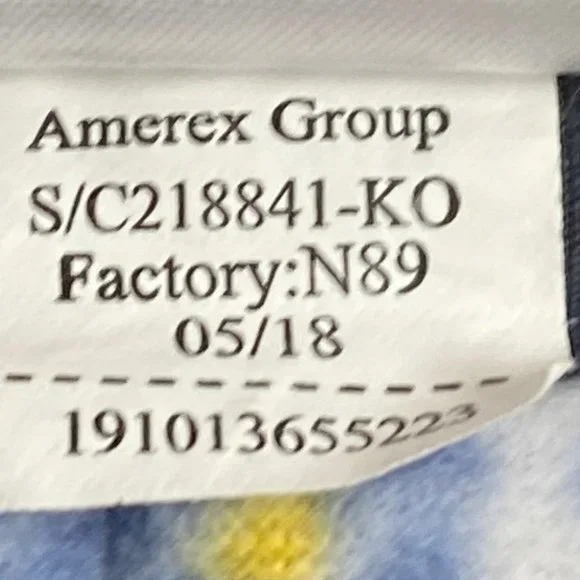 Amerex Group
S/C218841-KO
Factory:N89
05/18
191013655223